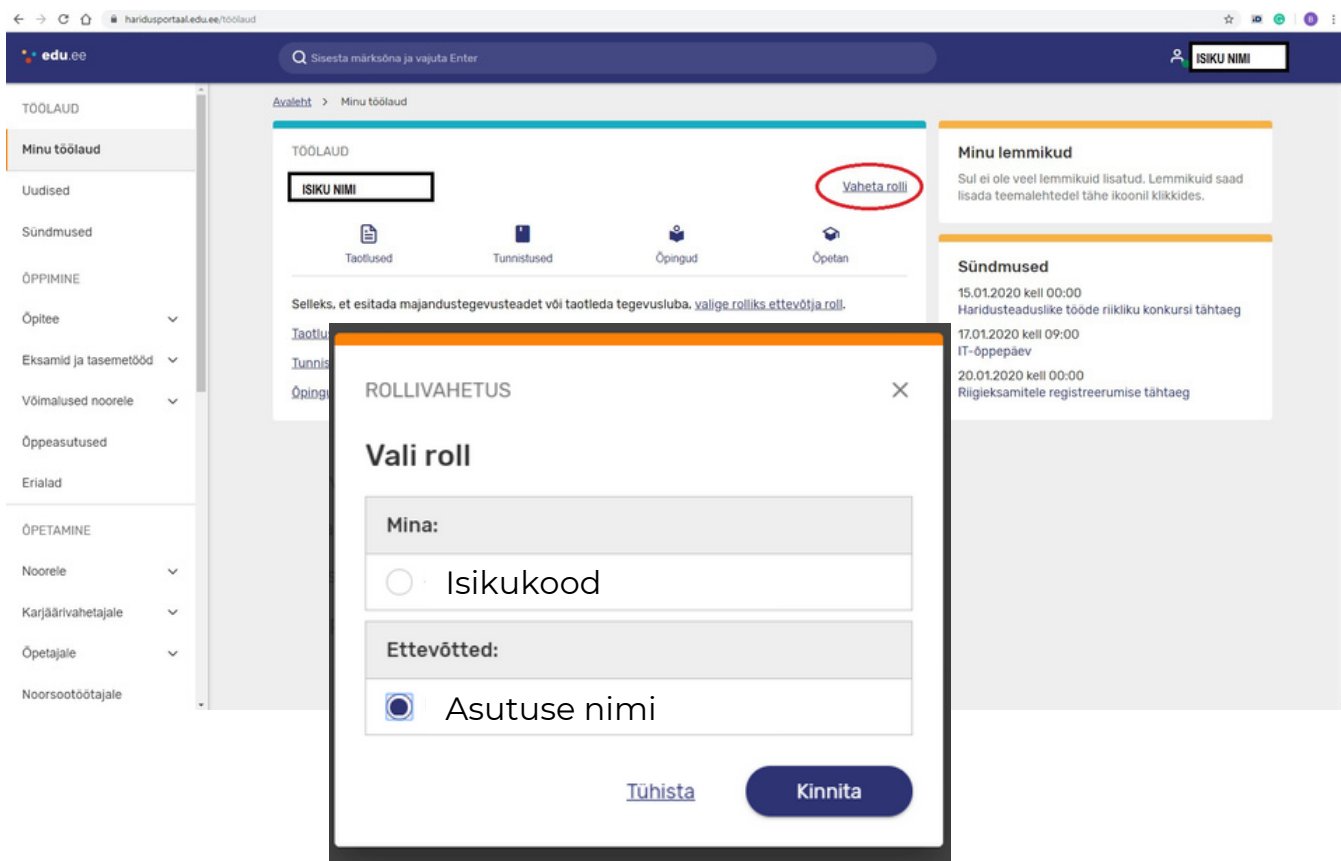 haridusportaal.edu.ee/töölaud
edu.ee
Sisesta märksõna ja vajuta Enter
ISIKU NIMI
TÖÖLAUD
Minu töölaud
Uudised
Sündmused
ÕPPIMINE
Õpitee
Eksamid ja tasemetööd
Võimalused noorele
Õppeasutused
Erialad
ÕPETAMINE
Noorele
Karjäärivahetajale
Õpetajale
Noorsootöötajale
Avaleht > Minu töölaud
TÖÖLAUD
ISIKU NIMI
Vaheta rolli
Taotlused
Tunnistused
Õpingud
Õpetan
Selleks, et esitada majandustegevusteadet või taotleda tegevusluba, valige rolliks ettevõtja roll.
Taotlu
Tunnis
Õping
Minu lemmikud
Sul ei ole veel lemmikuid lisatud. Lemmikuid saad
lisada teemalehtedel tähe ikoonil klikkides.
Sündmused
15.01.2020 kell 00:00
Haridusteaduslike tööde riikliku konkursi tähtaeg
17.01.2020 kell 09:00
IT-õppepäev
20.01.2020 kell 00:00
Riigieksamitele registreerumise tähtaeg
ROLLIVAHETUS
Vali roll
Mina:
Isikukood
Ettevõtted:
Asutuse nimi
Tühista
Kinnita